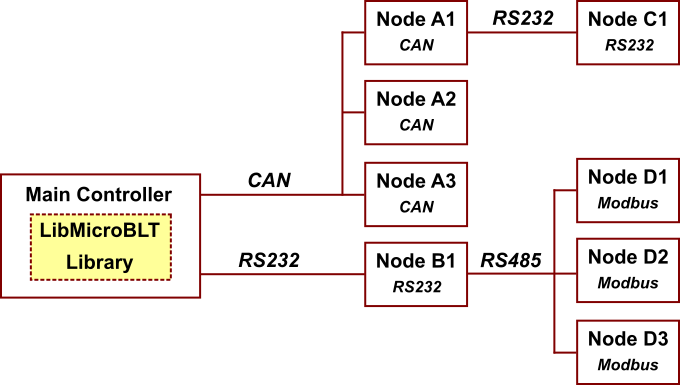 Node A1
CAN
RS232
Node C1
RS232
Node A2
CAN
CAN
Node A3
CAN
Main Controller
LibMicroBLT
Library
RS232
Node B1
RS232
RS485
Node D1
Modbus
Node D2
Modbus
Node D3
Modbus